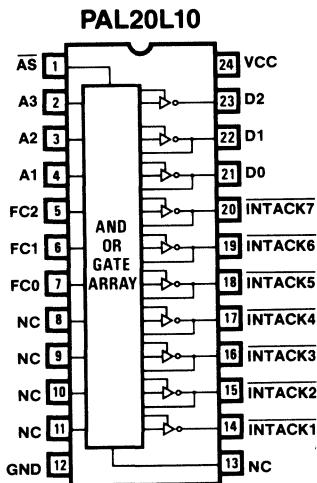 PAL20L10
AS 1 24 VCC
A3 2 23 D2
A2 3 22 D1
A1 4 21 D0
FC2 5 20 INTACK7
FC1 6 AND 19 INTACK6
OR
FC0 7 GATE 18 INTACK5
ARRAY
NC 8 17 INTACK4
NC 9 16 INTACK3
NC 10 15 INTACK2
NC 11 14 INTACK1
GND 12 13 NC